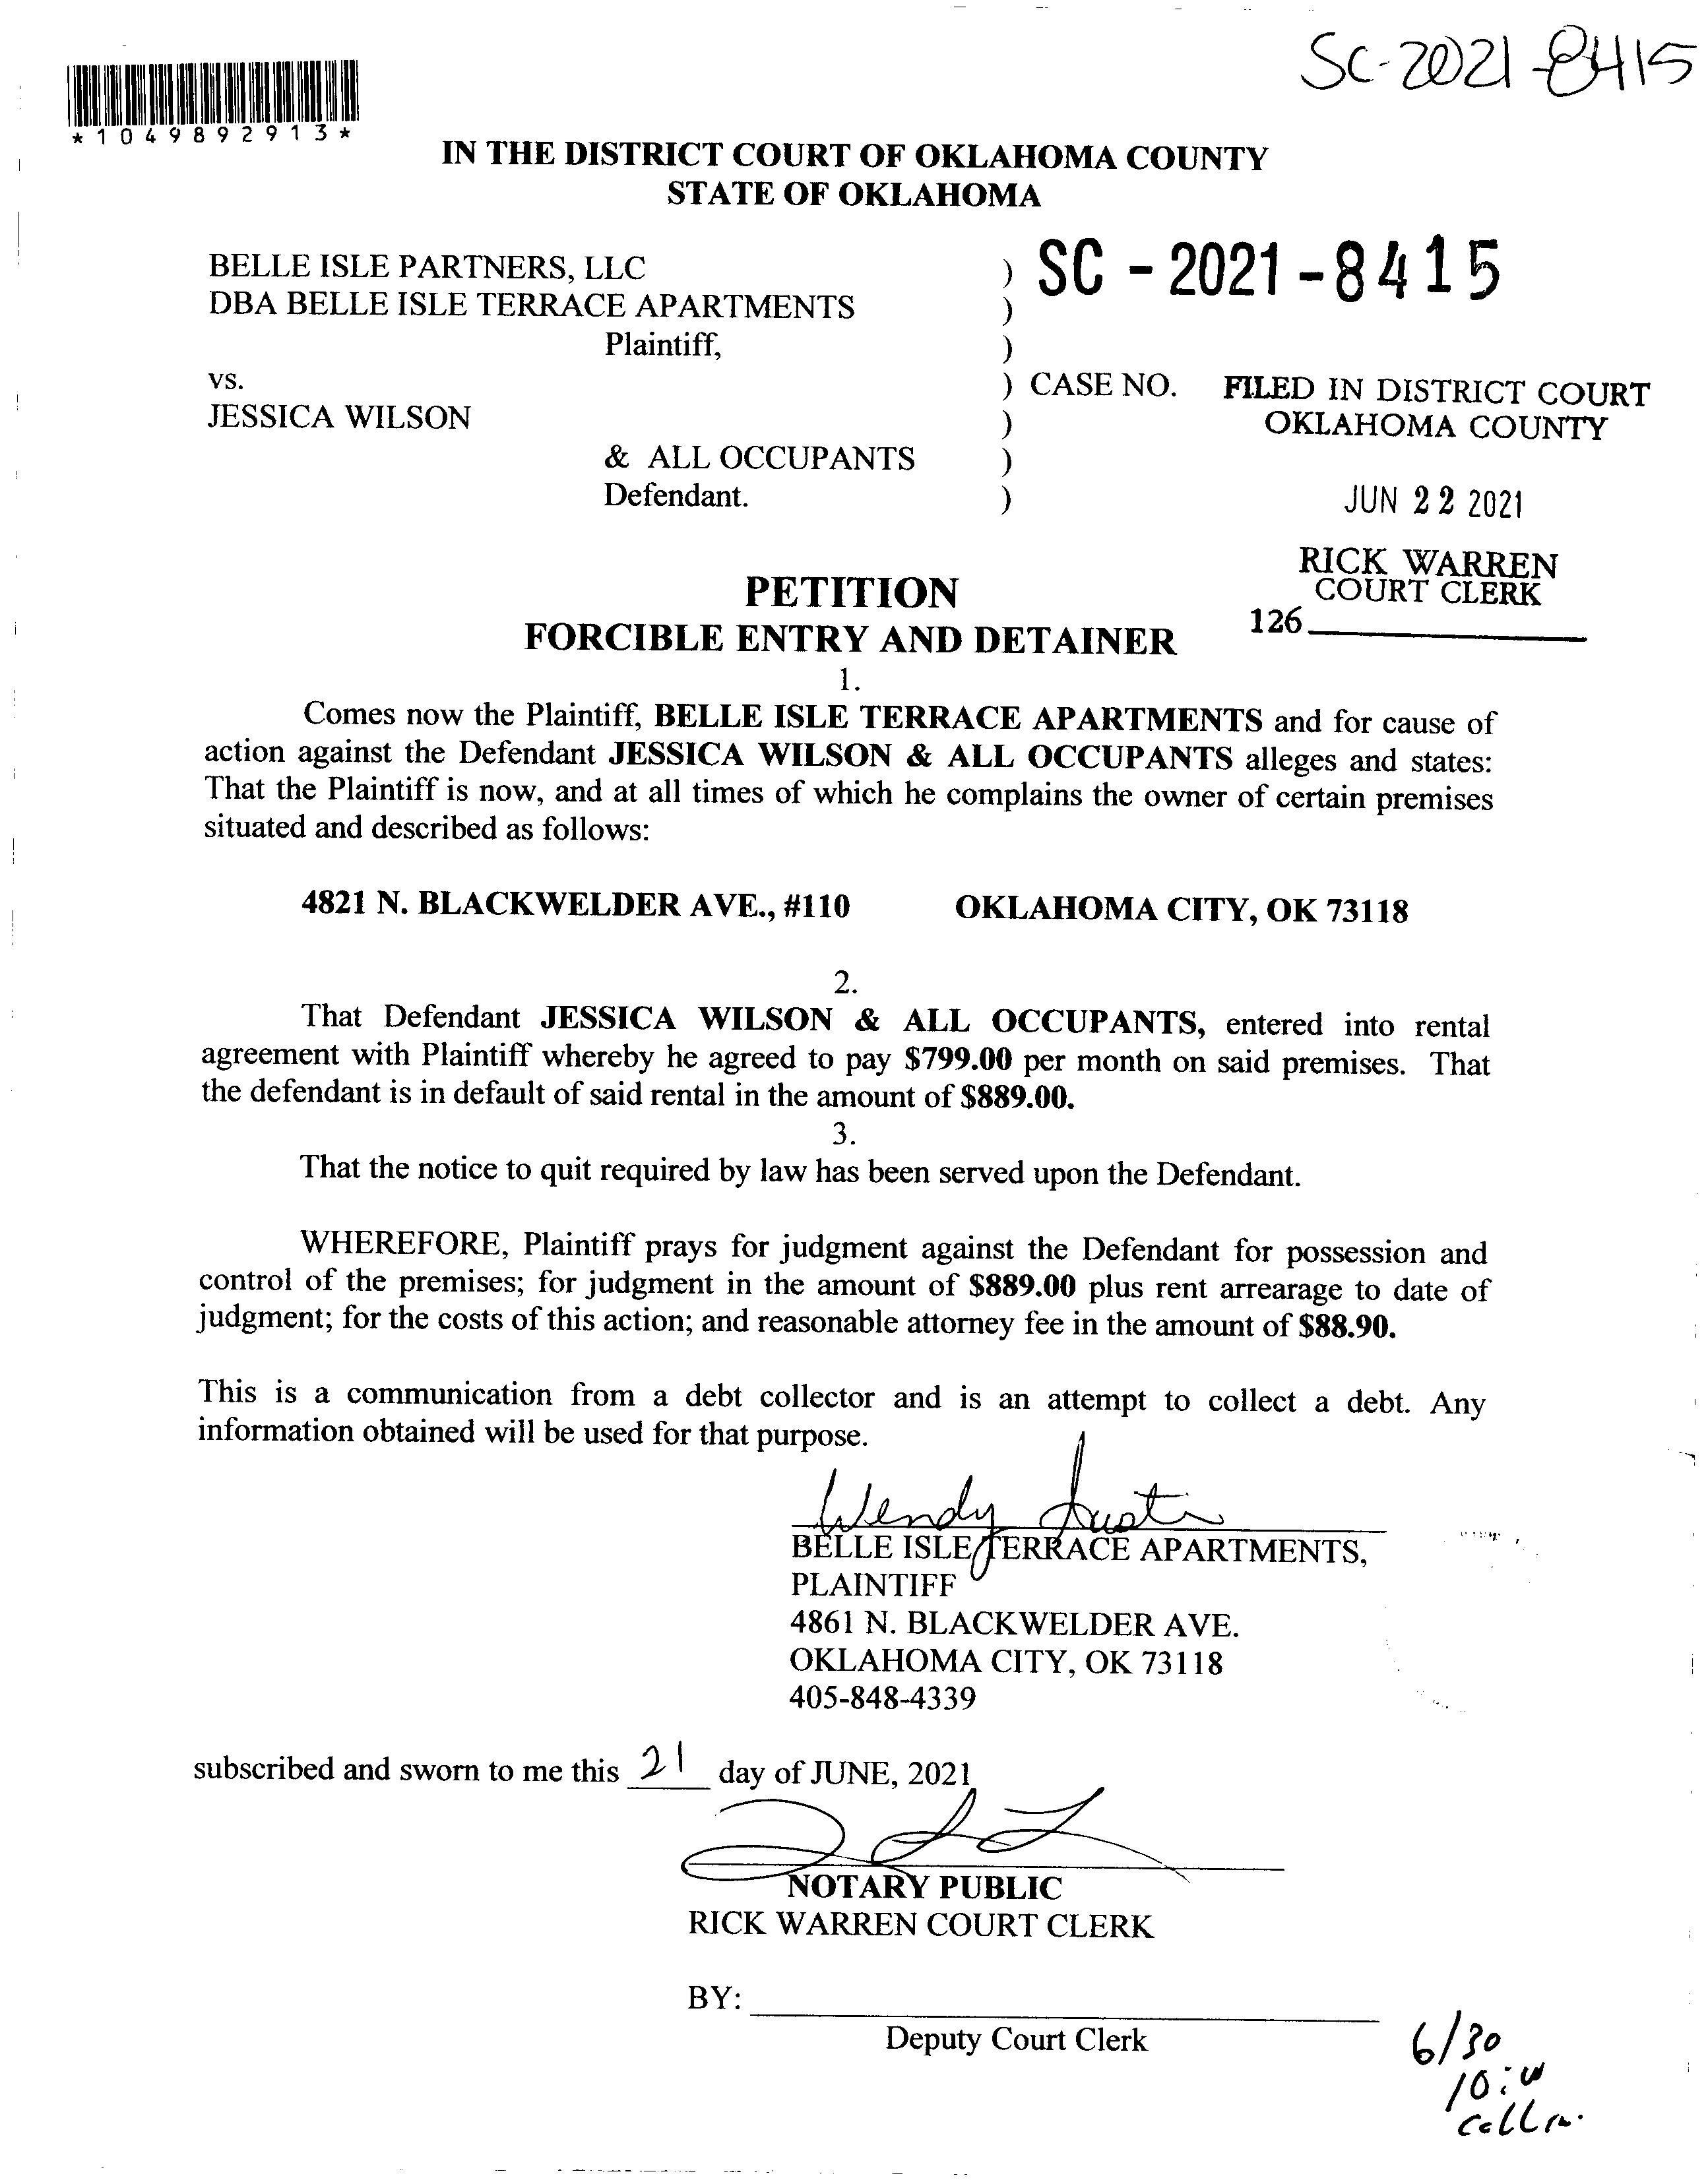 SC-2021-8415
*1049892913*
IN THE DISTRICT COURT OF OKLAHOMA COUNTY
STATE OF OKLAHOMA
BELLE ISLE PARTNERS, LLC ) SC - 2021 - 8415
DBA BELLE ISLE TERRACE APARTMENTS )
Plaintiff, )
vs. ) CASE NO. FILED IN DISTRICT COURT
JESSICA WILSON ) OKLAHOMA COUNTY
& ALL OCCUPANTS )
Defendant. ) JUN 22 2021
RICK WARREN
PETITION COURT CLERK
FORCIBLE ENTRY AND DETAINER 126
1.
Comes now the Plaintiff, BELLE ISLE TERRACE APARTMENTS and for cause of
action against the Defendant JESSICA WILSON & ALL OCCUPANTS alleges and states:
That the Plaintiff is now, and at all times of which he complains the owner of certain premises
situated and described as follows:
4821 N. BLACKWELDER AVE., #110 OKLAHOMA CITY, OK 73118
2.
That Defendant JESSICA WILSON & ALL OCCUPANTS, entered into rental
agreement with Plaintiff whereby he agreed to pay $799.00 per month on said premises. That
the defendant is in default of said rental in the amount of $889.00.
3.
That the notice to quit required by law has been served upon the Defendant.
WHEREFORE, Plaintiff prays for judgment against the Defendant for possession and
control of the premises; for judgment in the amount of $889.00 plus rent arrearage to date of
judgment; for the costs of this action; and reasonable attorney fee in the amount of $88.90.
This is a communication from a debt collector and is an attempt to collect a debt. Any
information obtained will be used for that purpose.
Wendy Austin
BELLE ISLE TERRACE APARTMENTS,
PLAINTIFF
4861 N. BLACKWELDER AVE.
OKLAHOMA CITY, OK 73118
405-848-4339
subscribed and sworn to me this 21 day of JUNE, 2021
NOTARY PUBLIC
RICK WARREN COURT CLERK
BY:
Deputy Court Clerk
6/30